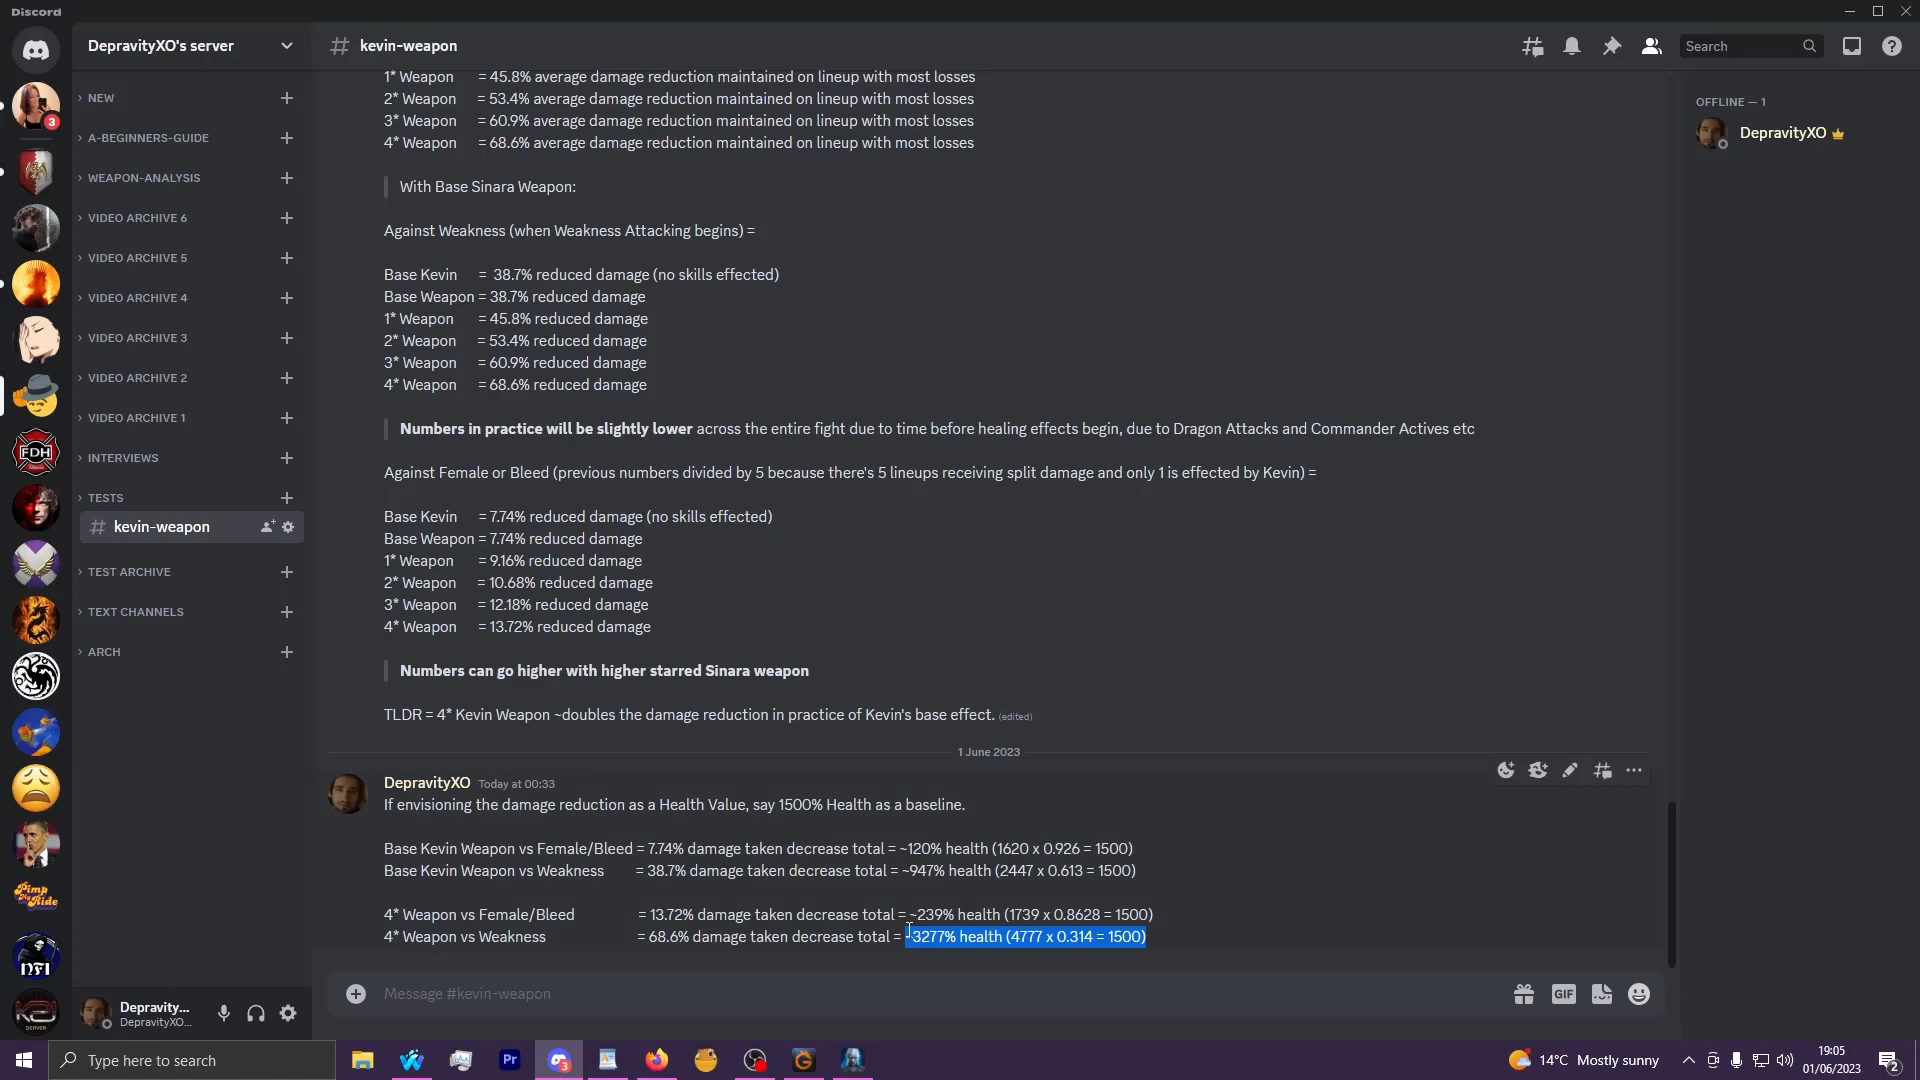 Discord
DepravityXO's server
NEW
A-BEGINNERS-GUIDE
WEAPON-ANALYSIS
VIDEO ARCHIVE 6
VIDEO ARCHIVE 5
VIDEO ARCHIVE 4
VIDEO ARCHIVE 3
VIDEO ARCHIVE 2
VIDEO ARCHIVE 1
INTERVIEWS
TESTS
kevin-weapon
TEST ARCHIVE
TEXT CHANNELS
ARCH
3
FDH
Pimp
Ride
NFI
SERVER
Depravity...
DepravityXO...
kevin-weapon
Search
1* Weapon = 45.8% average damage reduction maintained on lineup with most losses
2* Weapon = 53.4% average damage reduction maintained on lineup with most losses
3* Weapon = 60.9% average damage reduction maintained on lineup with most losses
4* Weapon = 68.6% average damage reduction maintained on lineup with most losses
With Base Sinara Weapon:
Against Weakness (when Weakness Attacking begins) =
Base Kevin = 38.7% reduced damage (no skills effected)
Base Weapon = 38.7% reduced damage
1* Weapon = 45.8% reduced damage
2* Weapon = 53.4% reduced damage
3* Weapon = 60.9% reduced damage
4* Weapon = 68.6% reduced damage
Numbers in practice will be slightly lower across the entire fight due to time before healing effects begin, due to Dragon Attacks and Commander Actives etc
Against Female or Bleed (previous numbers divided by 5 because there's 5 lineups receiving split damage and only 1 is effected by Kevin) =
Base Kevin = 7.74% reduced damage (no skills effected)
Base Weapon = 7.74% reduced damage
1* Weapon = 9.16% reduced damage
2* Weapon = 10.68% reduced damage
3* Weapon = 12.18% reduced damage
4* Weapon = 13.72% reduced damage
Numbers can go higher with higher starred Sinara weapon
TLDR = 4* Kevin Weapon ~doubles the damage reduction in practice of Kevin's base effect. (edited)
1 June 2023
DepravityXO Today at 00:33
If envisioning the damage reduction as a Health Value, say 1500% Health as a baseline.
Base Kevin Weapon vs Female/Bleed = 7.74% damage taken decrease total = ~120% health (1620 x 0.926 = 1500)
Base Kevin Weapon vs Weakness = 38.7% damage taken decrease total = ~947% health (2447 x 0.613 = 1500)
4* Weapon vs Female/Bleed = 13.72% damage taken decrease total = ~239% health (1739 x 0.8628 = 1500)
4* Weapon vs Weakness = 68.6% damage taken decrease total = ~3277% health (4777 x 0.314 = 1500)
Message #kevin-weapon
GIF
OFFLINE — 1
DepravityXO
Type here to search
Pr
3
14°C Mostly sunny
19:05
01/06/2023
2